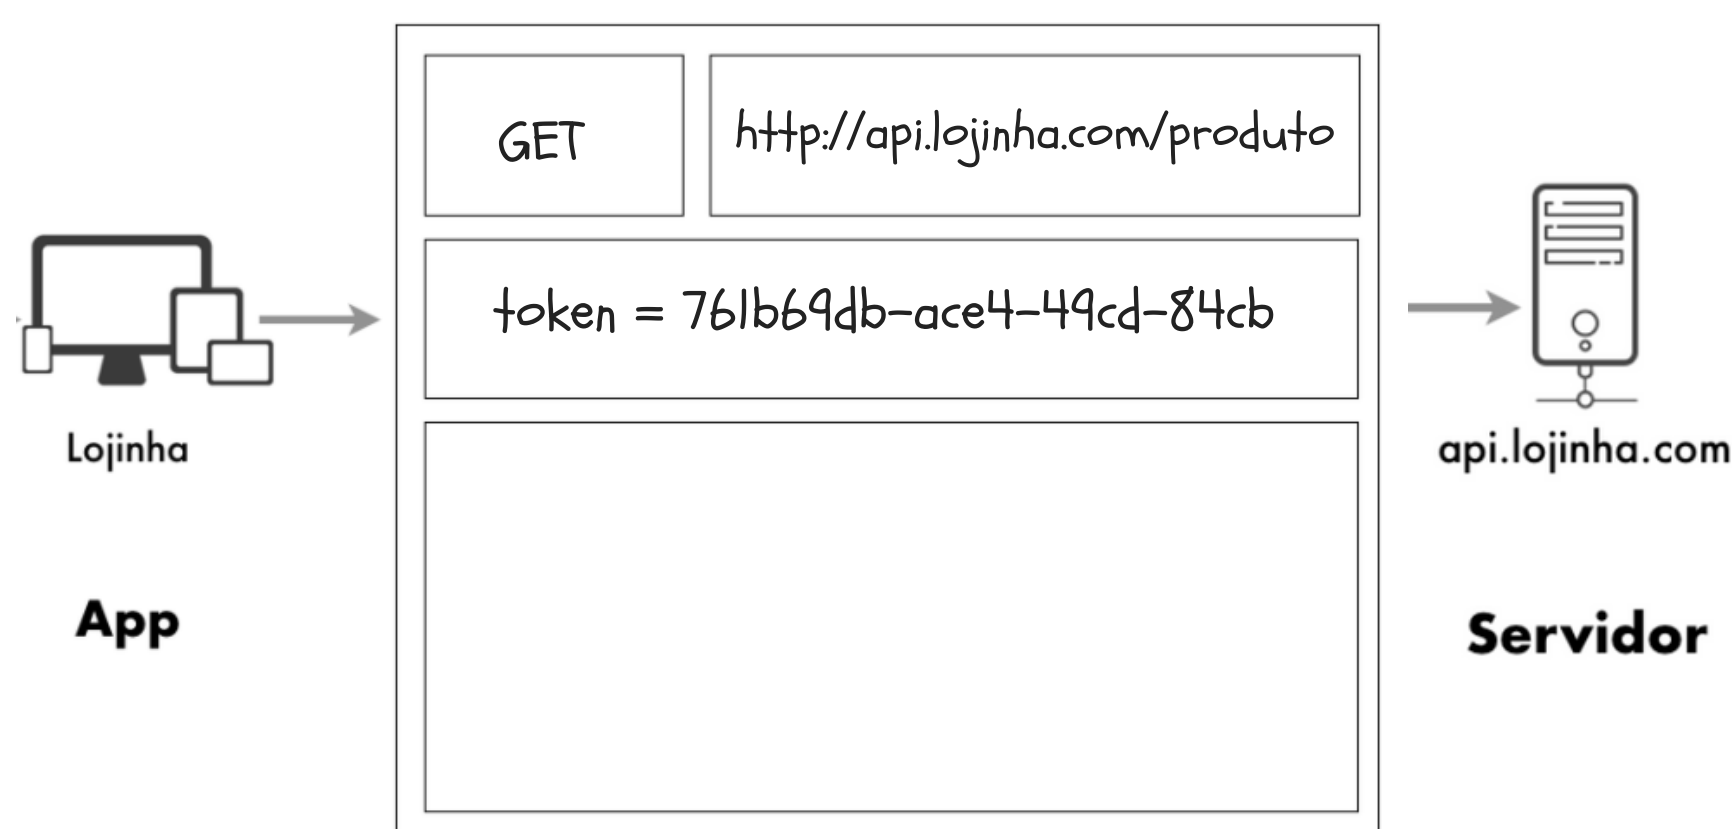 GET
http://api.lojinha.com/produto
token = 761b69db-ace4-49cd-84cb
Lojinha
api.lojinha.com
App
Servidor